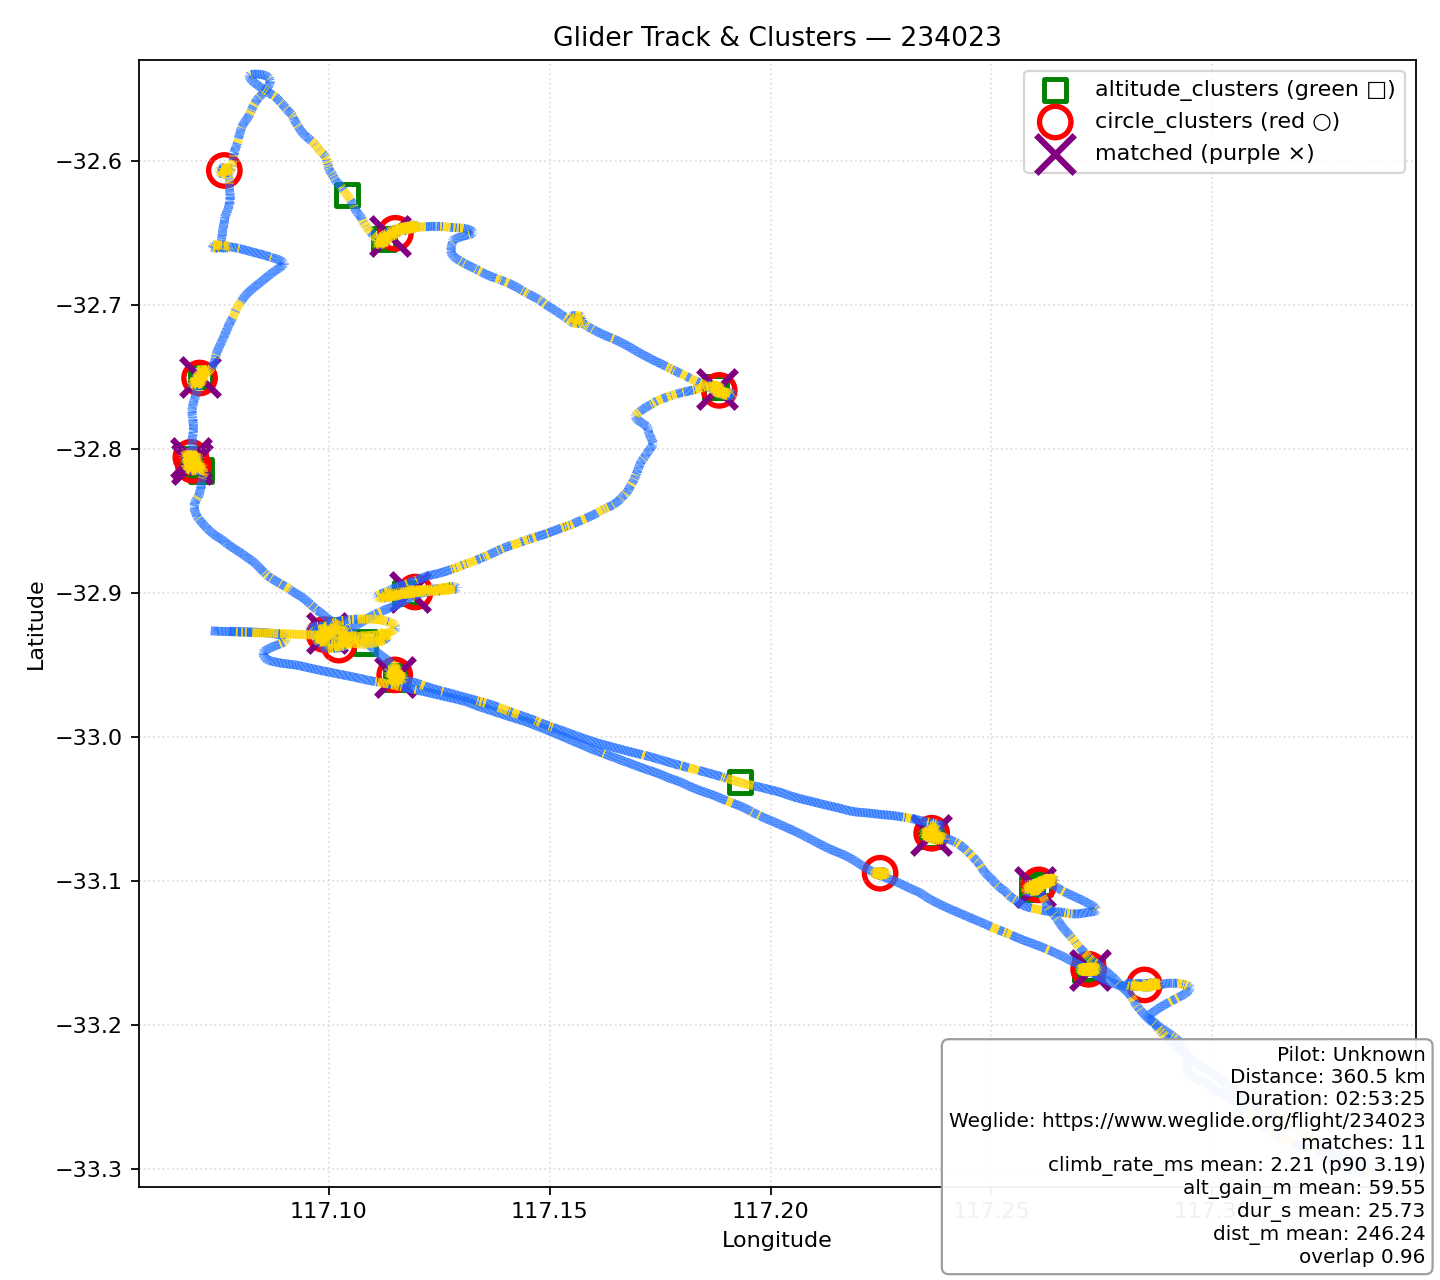 Glider Track & Clusters — 234023
altitude_clusters (green □)
circle_clusters (red ○)
matched (purple ×)
−32.6
−32.7
−32.8
−32.9
−33.0
−33.1
−33.2
−33.3
Latitude
117.10
117.15
117.20
117.25
Longitude
Pilot: Unknown
Distance: 360.5 km
Duration: 02:53:25
Weglide: https://www.weglide.org/flight/234023
matches: 11
climb_rate_ms mean: 2.21 (p90 3.19)
alt_gain_m mean: 59.55
dur_s mean: 25.73
dist_m mean: 246.24
overlap 0.96